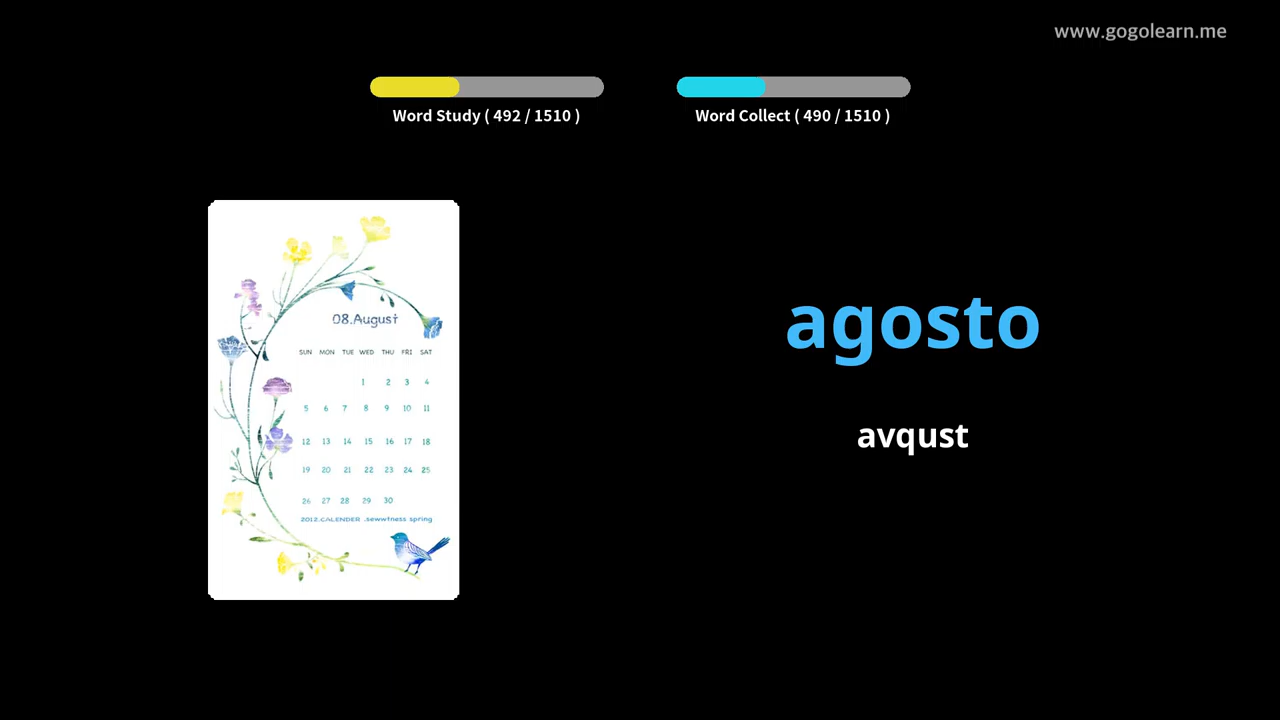 www.gogolearn.me
Word Study ( 492 / 1510 )
Word Collect ( 490 / 1510 )
08.August
SUN MON TUE WED THU FRI SAT
1 2 3 4
5 6 7 8 9 10 11
12 13 14 15 16 17 18
19 20 21 22 23 24 25
26 27 28 29 30
2012.CALENDER .sewwtness spring
agosto
avqust